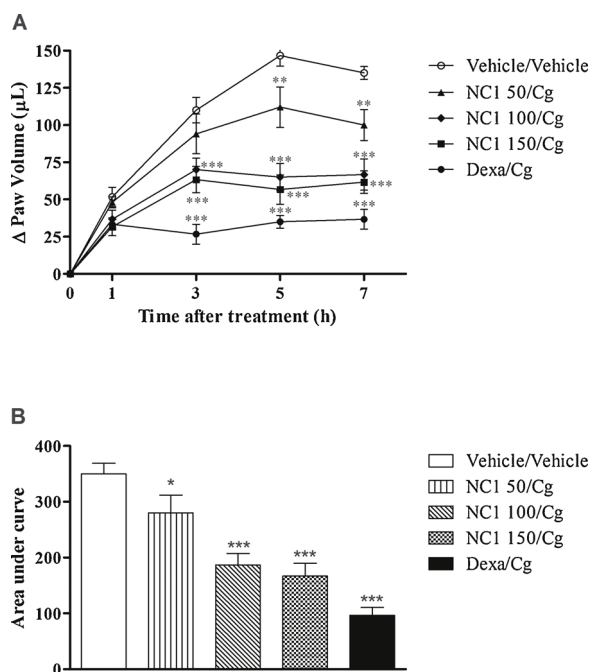 A
150
125
100
75
50
25
0
Δ Paw Volume (µL)
**
**
***
***
***
***
***
***
***
***
***
0 1 3 5 7
Time after treatment (h)
Vehicle/Vehicle
NC1 50/Cg
NC1 100/Cg
NC1 150/Cg
Dexa/Cg
B
400
300
200
100
0
Area under curve
*
***
***
***
Vehicle/Vehicle
NC1 50/Cg
NC1 100/Cg
NC1 150/Cg
Dexa/Cg